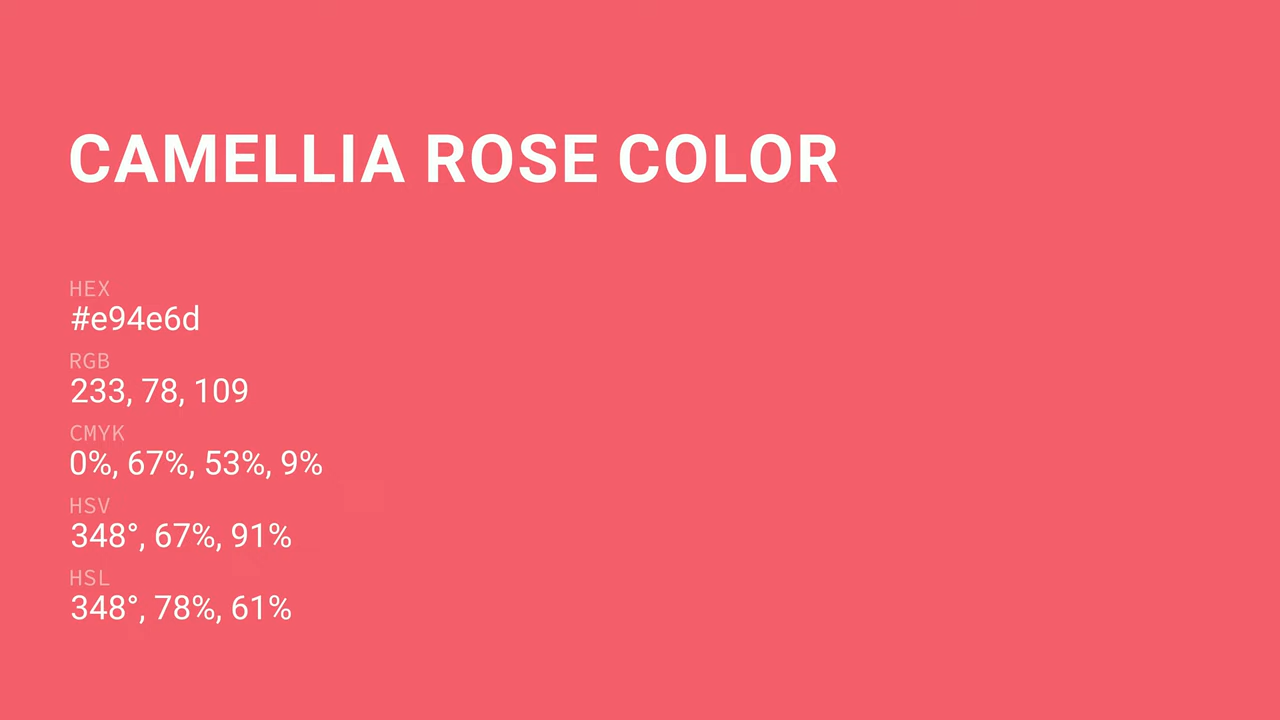 CAMELLIA ROSE COLOR
HEX
#e94e6d
RGB
233, 78, 109
CMYK
0%, 67%, 53%, 9%
HSV
348°, 67%, 91%
HSL
348°, 78%, 61%